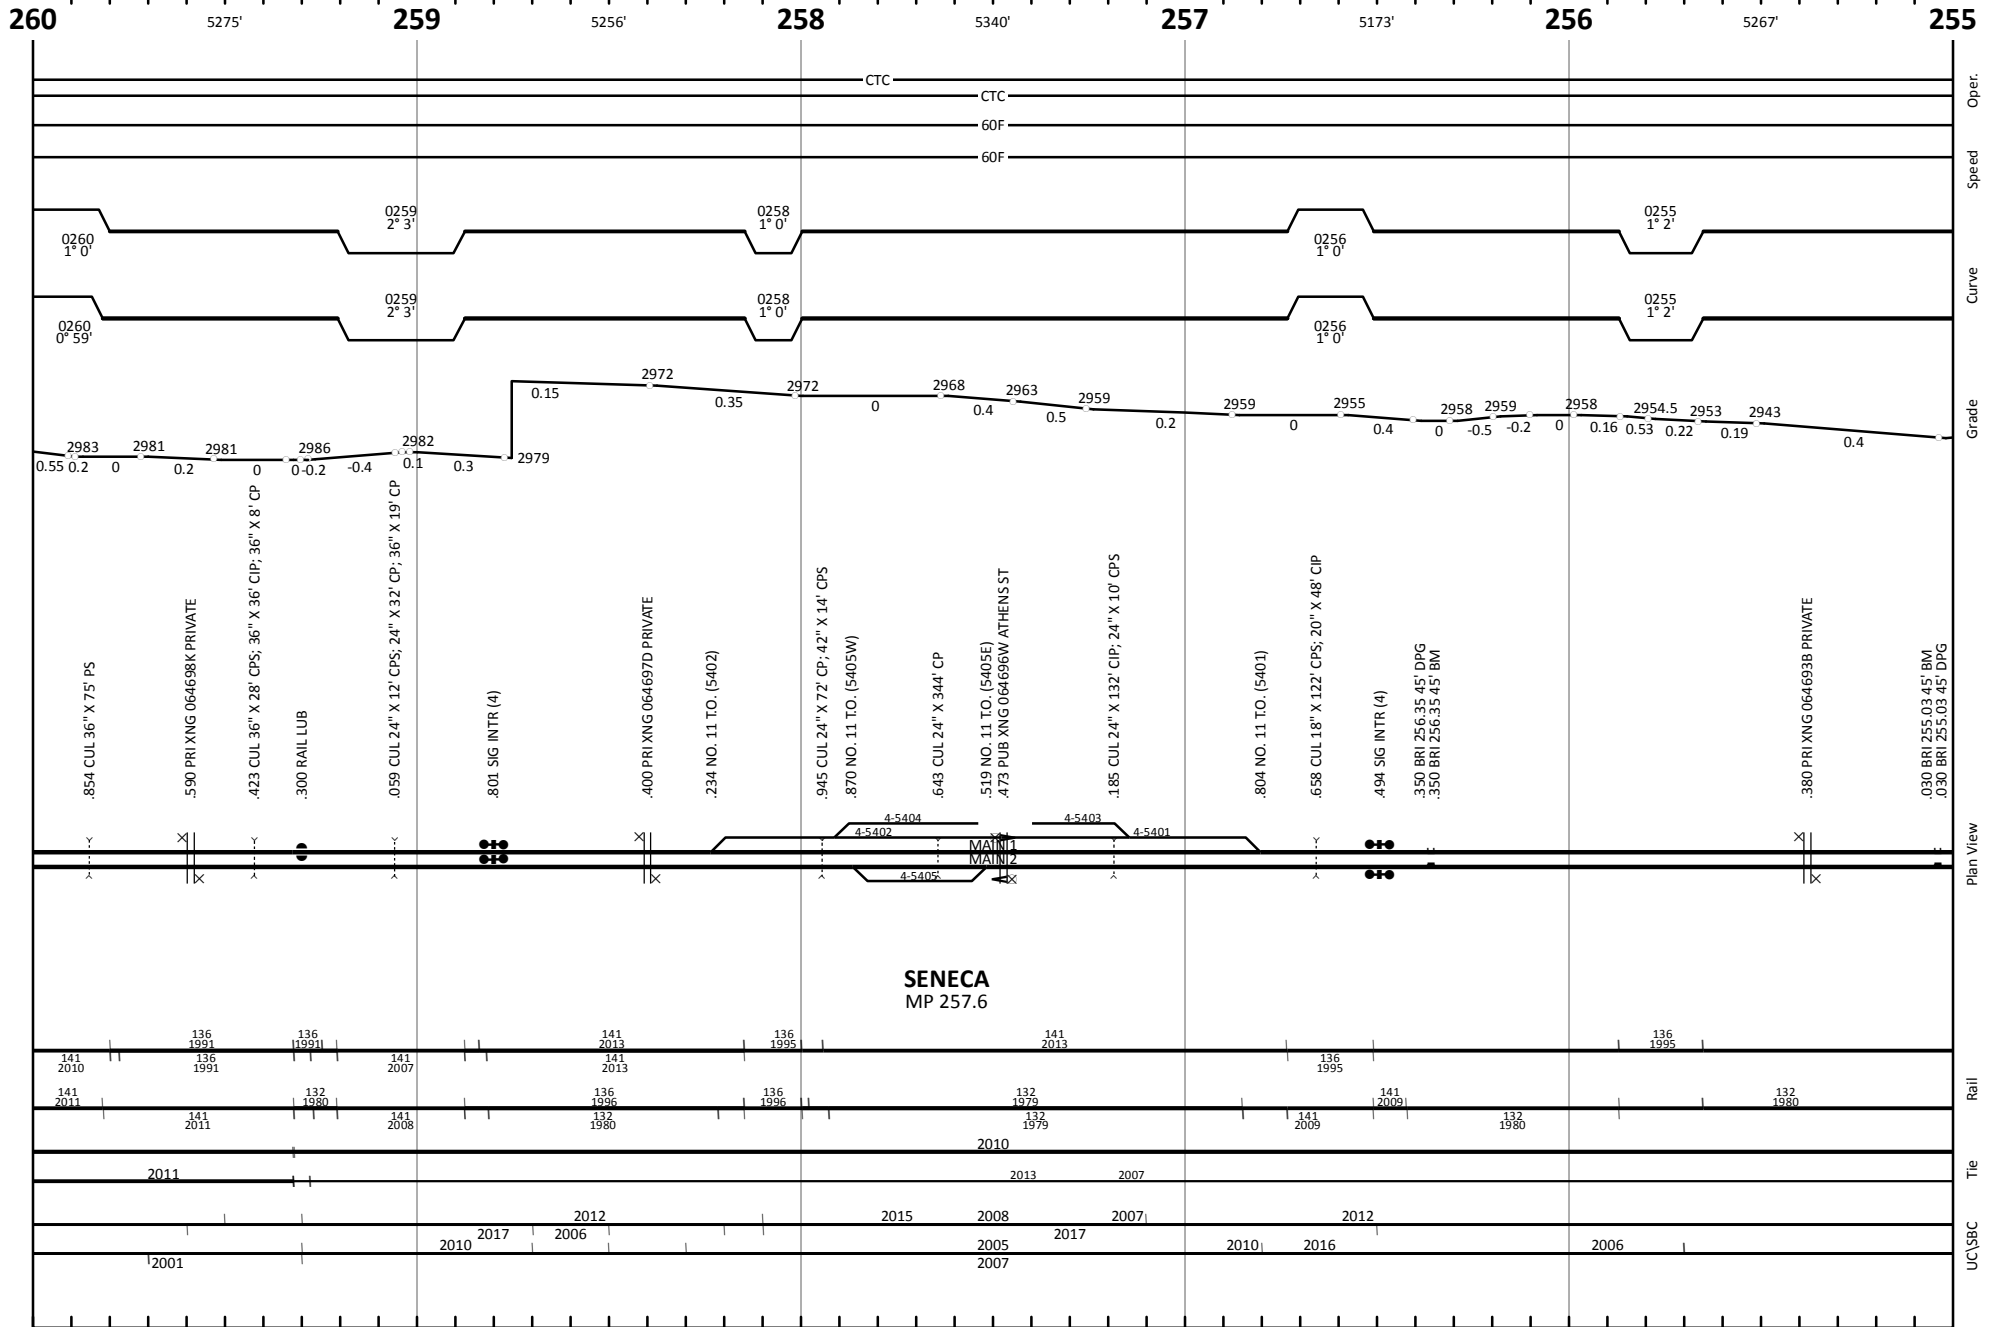 260 5275' 259 5256' 258 5340' 257 5173' 256 5267' 255
CTC
CTC
Oper.
60F
60F
Speed
0260
1° 0'
0259
2° 3'
0258
1° 0'
0256
1° 0'
0255
1° 2'
0260
0° 59'
0259
2° 3'
0258
1° 0'
0256
1° 0'
0255
1° 2'
Curve
2983 2981 2981 2986 2982 2979 2972 2972 2968 2963 2959 2959 2955 2958 2959 2958 2954.5 2953 2943
0.55 0.2 0 0.2 0 0 -0.2 -0.4 0.1 0.3 0.15 0.35 0 0.4 0.5 0.2 0 0.4 0 -0.5 -0.2 0 0.16 0.53 0.22 0.19 0.4
Grade
.854 CUL 36" X 75' PS
.590 PRI XNG 064698K PRIVATE
.423 CUL 36" X 28' CPS; 36" X 36' CIP; 36" X 8' CP
.300 RAIL LUB
.059 CUL 24" X 12' CPS; 24" X 32' CP; 36" X 19' CP
.801 SIG INTR (4)
.400 PRI XNG 064697D PRIVATE
.234 NO. 11 T.O. (5402)
.945 CUL 24" X 72' CP; 42" X 14' CPS
.870 NO. 11 T.O. (5405W)
.643 CUL 24" X 344' CP
.519 NO. 11 T.O. (5405E)
.473 PUB XNG 064696W ATHENS ST
.185 CUL 24" X 132' CIP; 24" X 10' CPS
.804 NO. 11 T.O. (5401)
.658 CUL 18" X 122' CPS; 20" X 48' CIP
.494 SIG INTR (4)
.350 BRI 256.35 45' DPG
.350 BRI 256.35 45' BM
.380 PRI XNG 064693B PRIVATE
.030 BRI 255.03 45' BM
.030 BRI 255.03 45' DPG
4-5404 4-5403
4-5402 4-5401
MAIN 1
MAIN 2
4-5405
Plan View
SENECA
MP 257.6
136 136 141 136 141 136
1991 1991 2013 1995 2013 1995
141 136 141 141 136
2010 1991 2007 2013 1995
141 132 136 136 132 141 132
2011 1980 1996 1996 1979 2009 1980
141 141 132 132 141 132
2011 2008 1980 1979 2009 1980
Rail
2010
2011 2013 2007
Tie
2012 2015 2008 2007 2012
2017 2006 2017
2010 2005 2010 2016 2006
2001 2007
UC\SBC